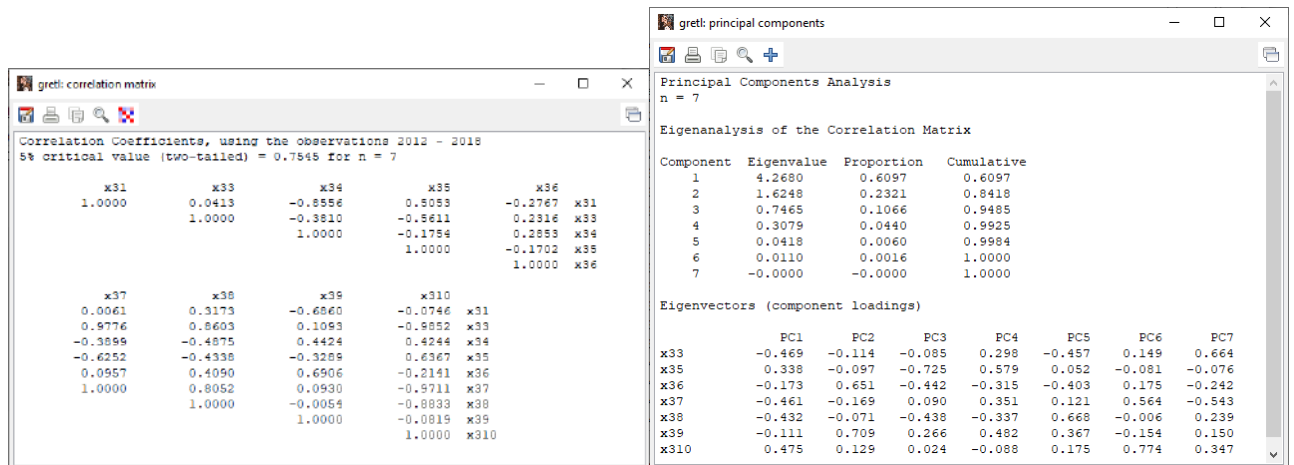 gretl: correlation matrix
Correlation Coefficients, using the observations 2012 - 2018
5% critical value (two-tailed) = 0.7545 for n = 7
x31 x33 x34 x35 x36
1.0000 0.0413 -0.8556 0.5053 -0.2767 x31
1.0000 -0.3810 -0.5611 0.2316 x33
1.0000 -0.1754 0.2853 x34
1.0000 -0.1702 x35
1.0000 x36
x37 x38 x39 x310
0.0061 0.3173 -0.6860 -0.0746 x31
0.9776 0.8603 0.1093 -0.9852 x33
-0.3899 -0.4875 0.4424 0.4244 x34
-0.6252 -0.4338 -0.3289 0.6367 x35
0.0957 0.4090 0.6906 -0.2141 x36
1.0000 0.8052 0.0930 -0.9711 x37
1.0000 -0.0054 -0.8833 x38
1.0000 -0.0819 x39
1.0000 x310
gretl: principal components
Principal Components Analysis
n = 7
Eigenanalysis of the Correlation Matrix
Component Eigenvalue Proportion Cumulative
1 4.2680 0.6097 0.6097
2 1.6248 0.2321 0.8418
3 0.7465 0.1066 0.9485
4 0.3079 0.0440 0.9925
5 0.0418 0.0060 0.9984
6 0.0110 0.0016 1.0000
7 -0.0000 -0.0000 1.0000
Eigenvectors (component loadings)
PC1 PC2 PC3 PC4 PC5 PC6 PC7
x33 -0.469 -0.114 -0.085 0.298 -0.457 0.149 0.664
x35 0.338 -0.097 -0.725 0.579 0.052 -0.081 -0.076
x36 -0.173 0.651 -0.442 -0.315 -0.403 0.175 -0.242
x37 -0.461 -0.169 0.090 0.351 0.121 0.564 -0.543
x38 -0.432 -0.071 -0.438 -0.337 0.668 -0.006 0.239
x39 -0.111 0.709 0.266 0.482 0.367 -0.154 0.150
x310 0.475 0.129 0.024 -0.088 0.175 0.774 0.347